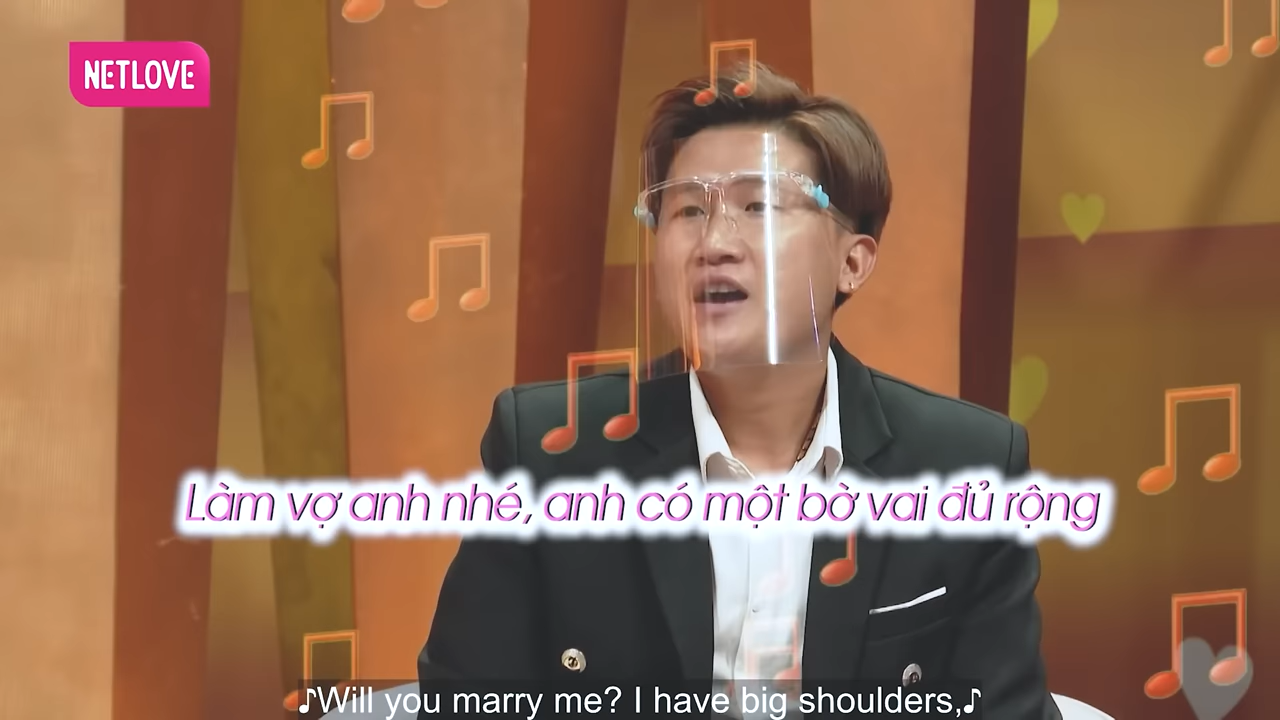 NETLOVE
Làm vợ anh nhé, anh có một bờ vai đủ rộng
♪Will you marry me? I have big shoulders,♪